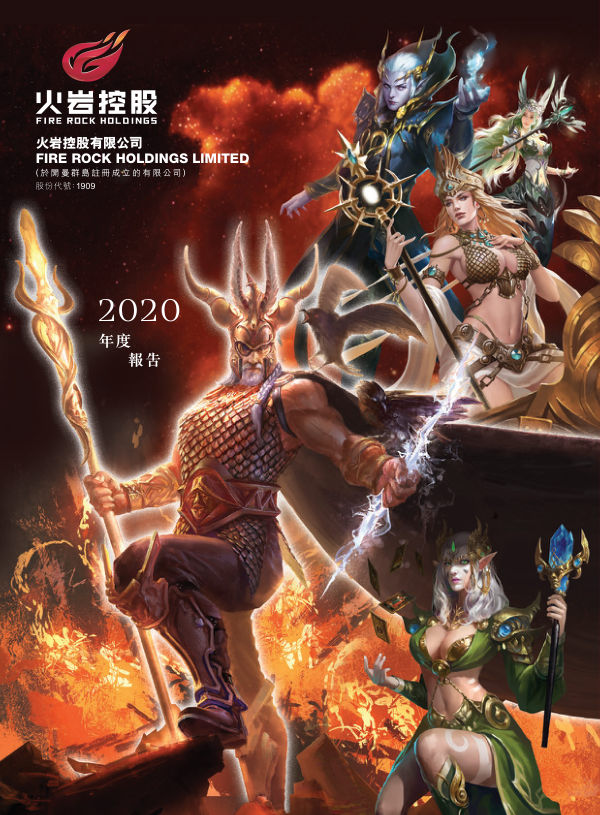 火岩控股
FIRE ROCK HOLDINGS
火岩控股有限公司
FIRE ROCK HOLDINGS LIMITED
(於開曼群島註冊成立的有限公司)
股份代號：1909
2020
年度
報告